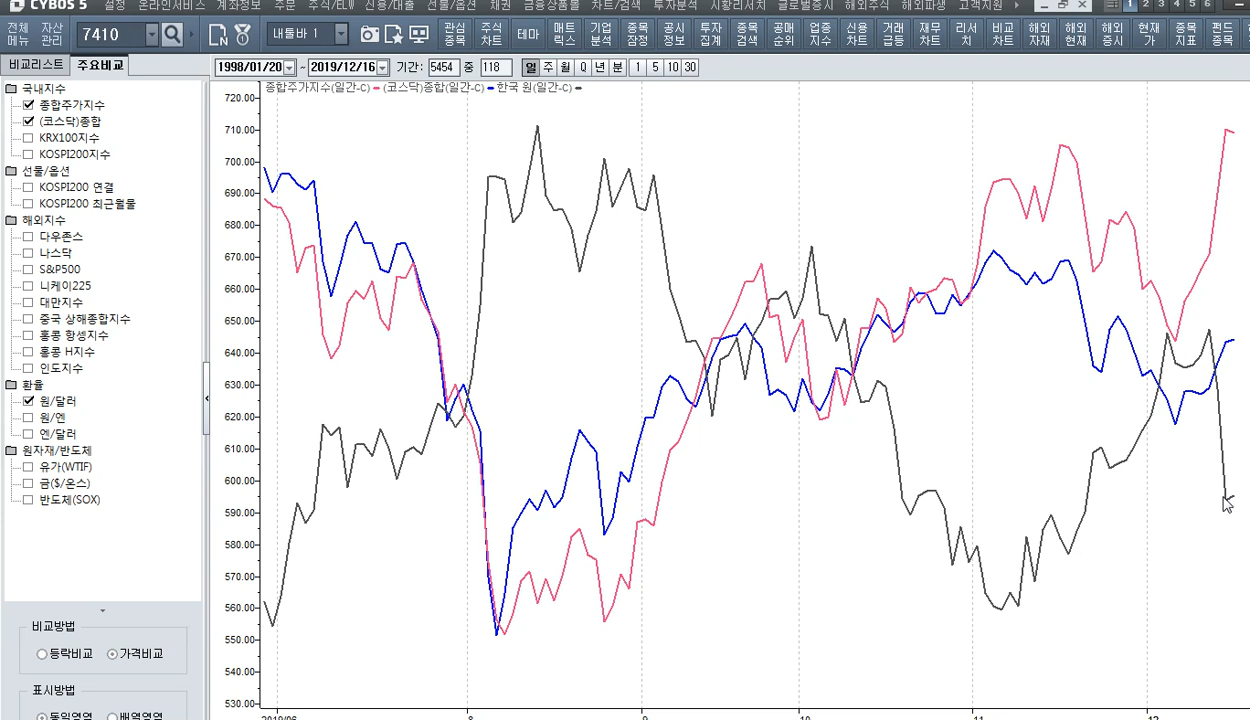 CYBOS 5 설정 온라인서비스 계좌정보 주문 주식/ELW 신용/대출 선물/옵션 채권 금융상품몰 차트/검색 투자분석 시황리서치 글로벌증시 해외주식 해외파생 고객지원 1 2 3 4 5 6
전체메뉴 자산관리 7410 내툴바 1 관심종목 주식차트 테마 매트릭스 기업분석 종목잠정 공시정보 투자집계 종목검색 공매순위 업종지수 신용차트 거래급등 재무차트 리서치 비교차트 해외자재 해외현재 해외증시 현재가 종목지표 펀드종목
비교리스트 주요비교 1998/01/20 ~ 2019/12/16 기간: 5454 중 118 일 주 월 Q 년 분 1 5 10 30
종합주가지수(일간-C) (코스닥)종합(일간-C) 한국 원(일간-C)
국내지수
종합주가지수
(코스닥)종합
KRX100지수
KOSPI200지수
선물/옵션
KOSPI200 연결
KOSPI200 최근월물
해외지수
다우존스
나스닥
S&P500
니케이225
대만지수
중국 상해종합지수
홍콩 항셍지수
홍콩 H지수
인도지수
환율
원/달러
원/엔
엔/달러
원자재/반도체
유가(WTIF)
금($/온스)
반도체(SOX)
비교방법
등락비교 가격비교
표시방법
동일영역 배열영역
720.00
710.00
700.00
690.00
680.00
670.00
660.00
650.00
640.00
630.00
620.00
610.00
600.00
590.00
580.00
570.00
560.00
550.00
540.00
530.00
8 9 10 11 12